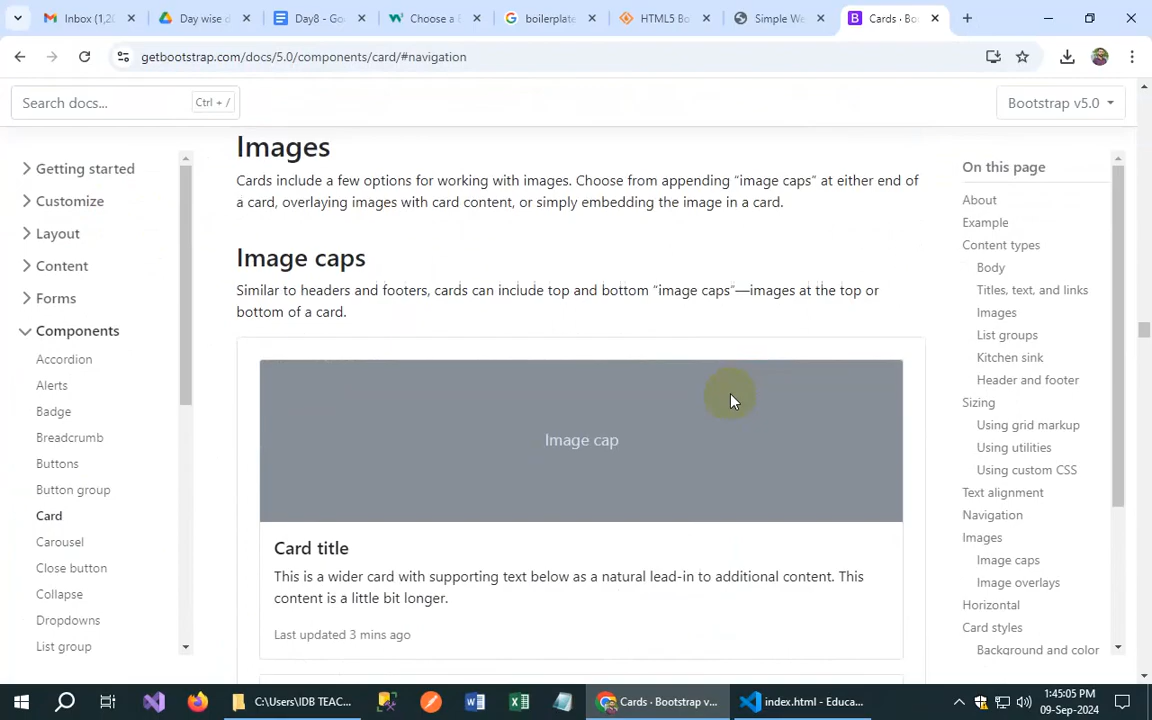 Inbox (1,2
Day wise d
Day8 - Go
Choose a B
boilerplate
HTML5 Bo
Simple We
Cards · Bo
getbootstrap.com/docs/5.0/components/card/#navigation
Search docs...
Ctrl + /
Bootstrap v5.0
Getting started
Customize
Layout
Content
Forms
Components
Accordion
Alerts
Badge
Breadcrumb
Buttons
Button group
Card
Carousel
Close button
Collapse
Dropdowns
List group
Images
Cards include a few options for working with images. Choose from appending “image caps” at either end of
a card, overlaying images with card content, or simply embedding the image in a card.
Image caps
Similar to headers and footers, cards can include top and bottom “image caps”—images at the top or
bottom of a card.
Image cap
Card title
This is a wider card with supporting text below as a natural lead-in to additional content. This
content is a little bit longer.
Last updated 3 mins ago
On this page
About
Example
Content types
Body
Titles, text, and links
Images
List groups
Kitchen sink
Header and footer
Sizing
Using grid markup
Using utilities
Using custom CSS
Text alignment
Navigation
Images
Image caps
Image overlays
Horizontal
Card styles
Background and color
C:\Users\IDB TEAC...
Cards · Bootstrap v...
index.html - Educa...
1:45:05 PM
09-Sep-2024